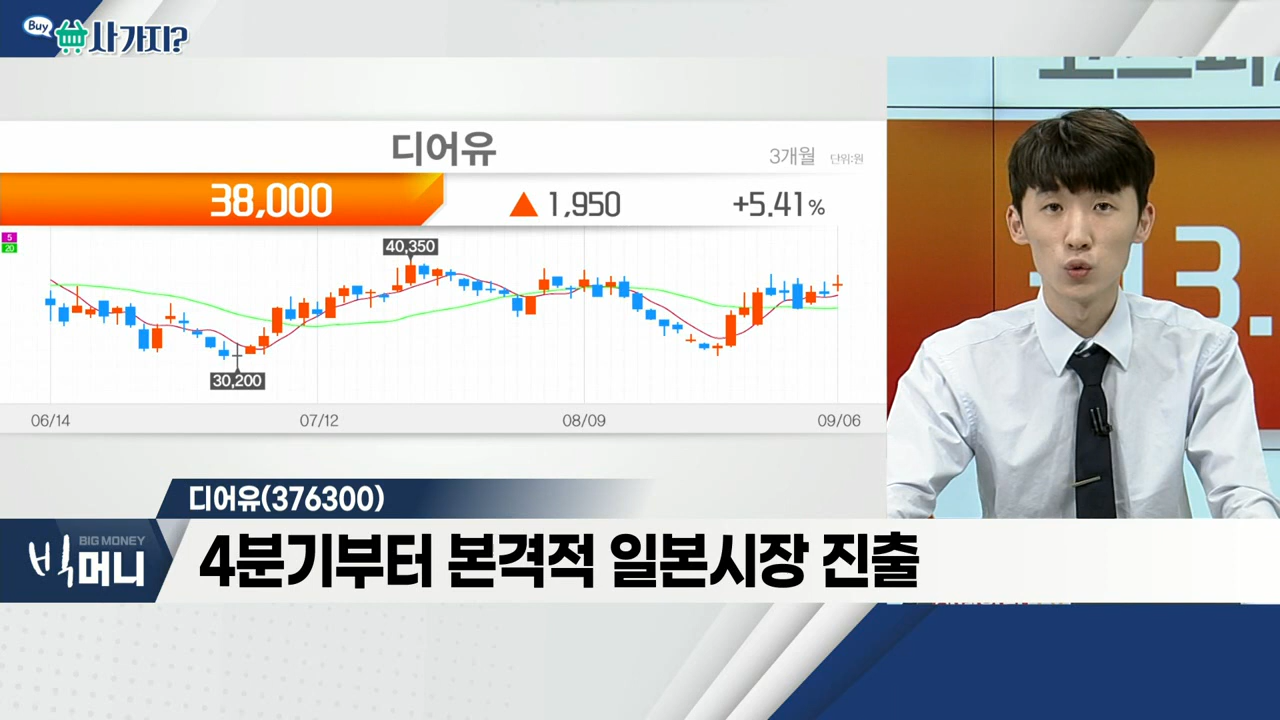 Buy
사가지?
디어유
3개월 단위:원
38,000 ▲ 1,950 +5.41%
5
20
40,350
30,200
06/14 07/12 08/09 09/06
디어유(376300)
BIG MONEY
빅머니
4분기부터 본격적 일본시장 진출
13.